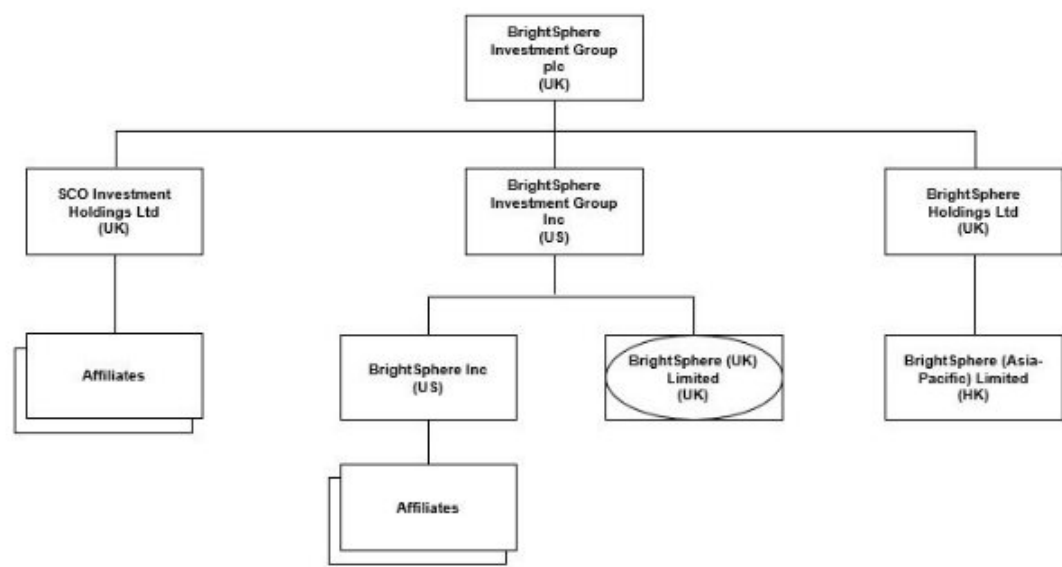 BrightSphere
Investment Group
plc
(UK)
SCO Investment
Holdings Ltd
(UK)
BrightSphere
Investment Group
Inc
(US)
BrightSphere
Holdings Ltd
(UK)
Affiliates
BrightSphere Inc
(US)
BrightSphere (UK)
Limited
(UK)
BrightSphere (Asia-
Pacific) Limited
(HK)
Affiliates